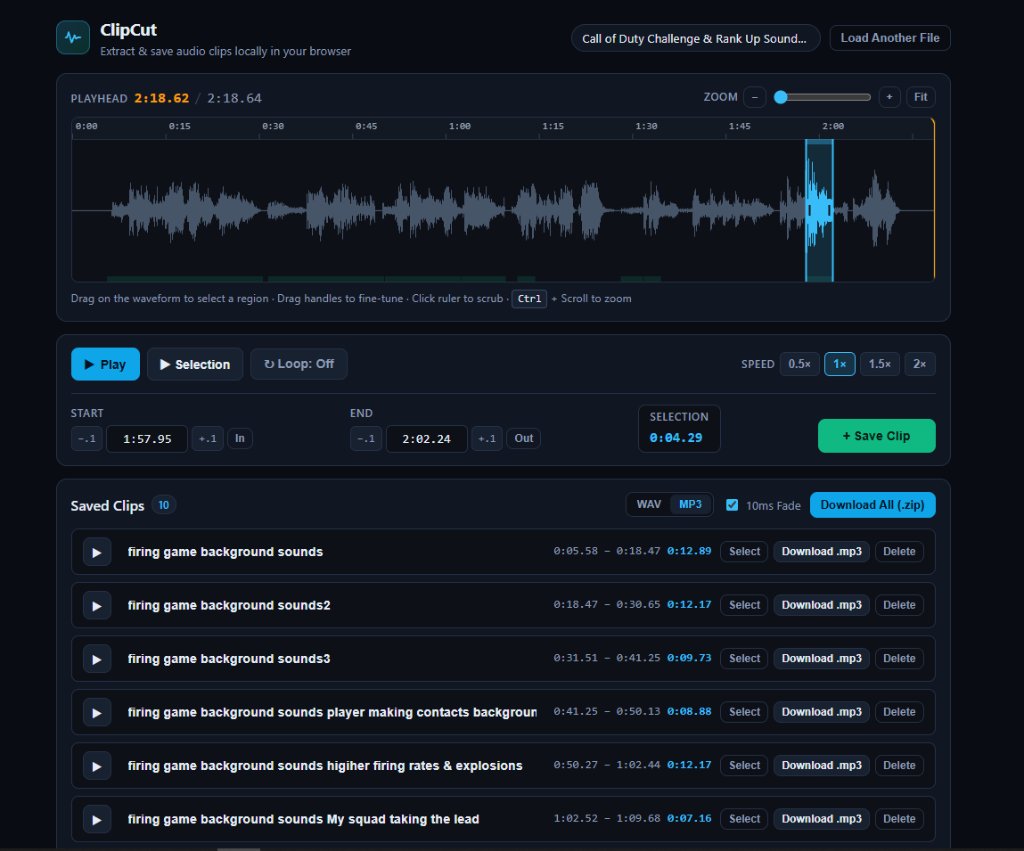 ClipCut
Extract & save audio clips locally in your browser
Call of Duty Challenge & Rank Up Sound...
Load Another File
PLAYHEAD 2:18.62 / 2:18.64
ZOOM − + Fit
0:00 0:15 0:30 0:45 1:00 1:15 1:30 1:45 2:00
Drag on the waveform to select a region · Drag handles to fine-tune · Click ruler to scrub · Ctrl + Scroll to zoom
▶ Play ▶ Selection ↻ Loop: Off
SPEED 0.5× 1× 1.5× 2×
START END SELECTION
−.1 1:57.95 +.1 In −.1 2:02.24 +.1 Out 0:04.29 + Save Clip
Saved Clips 10 WAV MP3 10ms Fade Download All (.zip)
▶ firing game background sounds 0:05.58 – 0:18.47 0:12.89 Select Download .mp3 Delete
▶ firing game background sounds2 0:18.47 – 0:30.65 0:12.17 Select Download .mp3 Delete
▶ firing game background sounds3 0:31.51 – 0:41.25 0:09.73 Select Download .mp3 Delete
▶ firing game background sounds player making contacts backgroun 0:41.25 – 0:50.13 0:08.88 Select Download .mp3 Delete
▶ firing game background sounds higiher firing rates & explosions 0:50.27 – 1:02.44 0:12.17 Select Download .mp3 Delete
▶ firing game background sounds My squad taking the lead 1:02.52 – 1:09.68 0:07.16 Select Download .mp3 Delete